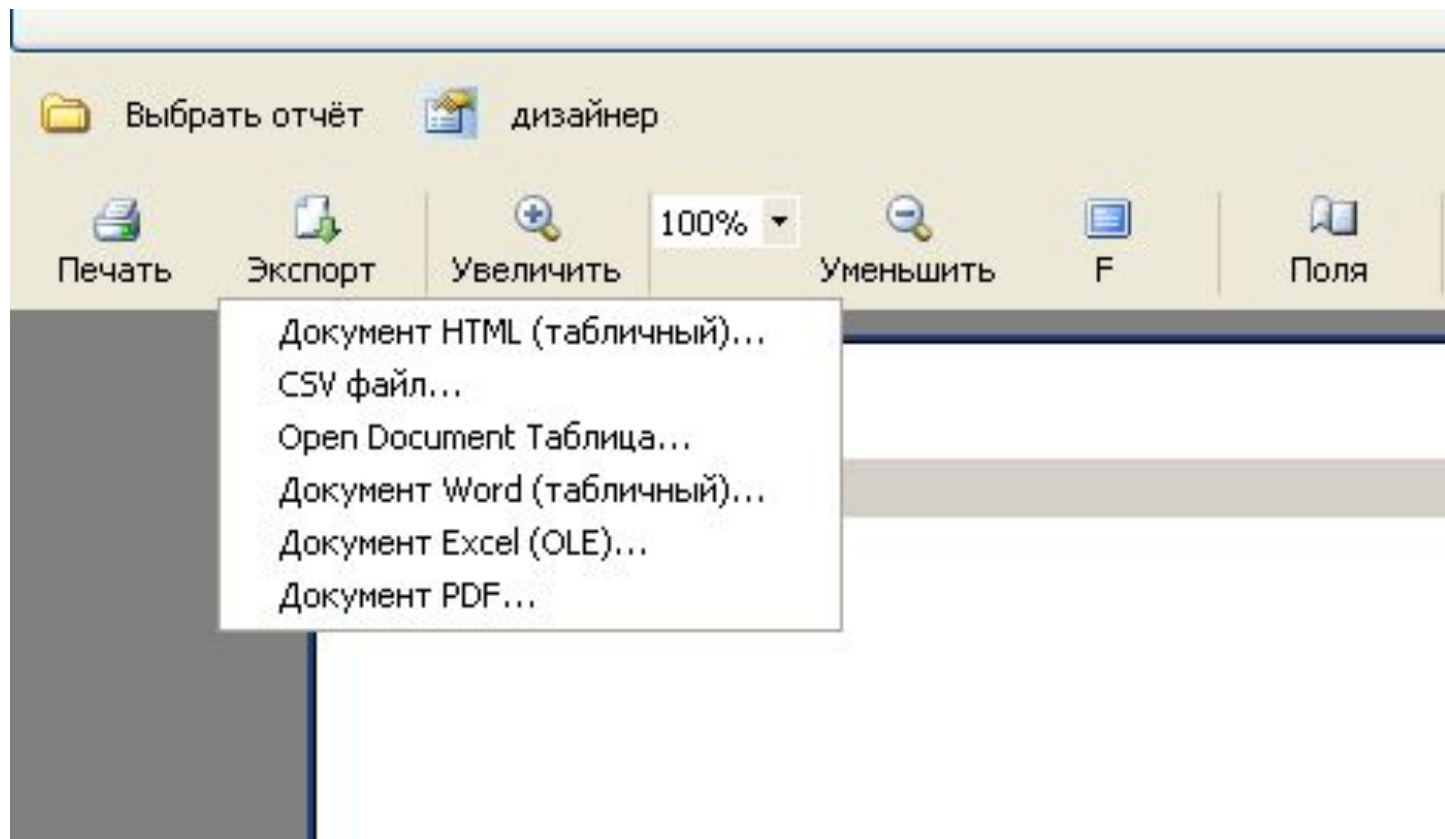 Выбрать отчёт дизайнер
Печать Экспорт Увеличить 100% Уменьшить F Поля
Документ HTML (табличный)...
CSV файл...
Open Document Таблица...
Документ Word (табличный)...
Документ Excel (OLE)...
Документ PDF...